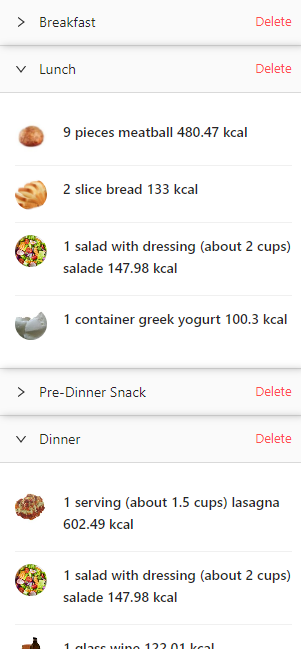 Breakfast Delete
Lunch Delete
9 pieces meatball 480.47 kcal
2 slice bread 133 kcal
1 salad with dressing (about 2 cups)
salade 147.98 kcal
1 container greek yogurt 100.3 kcal
Pre-Dinner Snack Delete
Dinner Delete
1 serving (about 1.5 cups) lasagna
602.49 kcal
1 salad with dressing (about 2 cups)
salade 147.98 kcal
1 glass wine 122.01 kcal